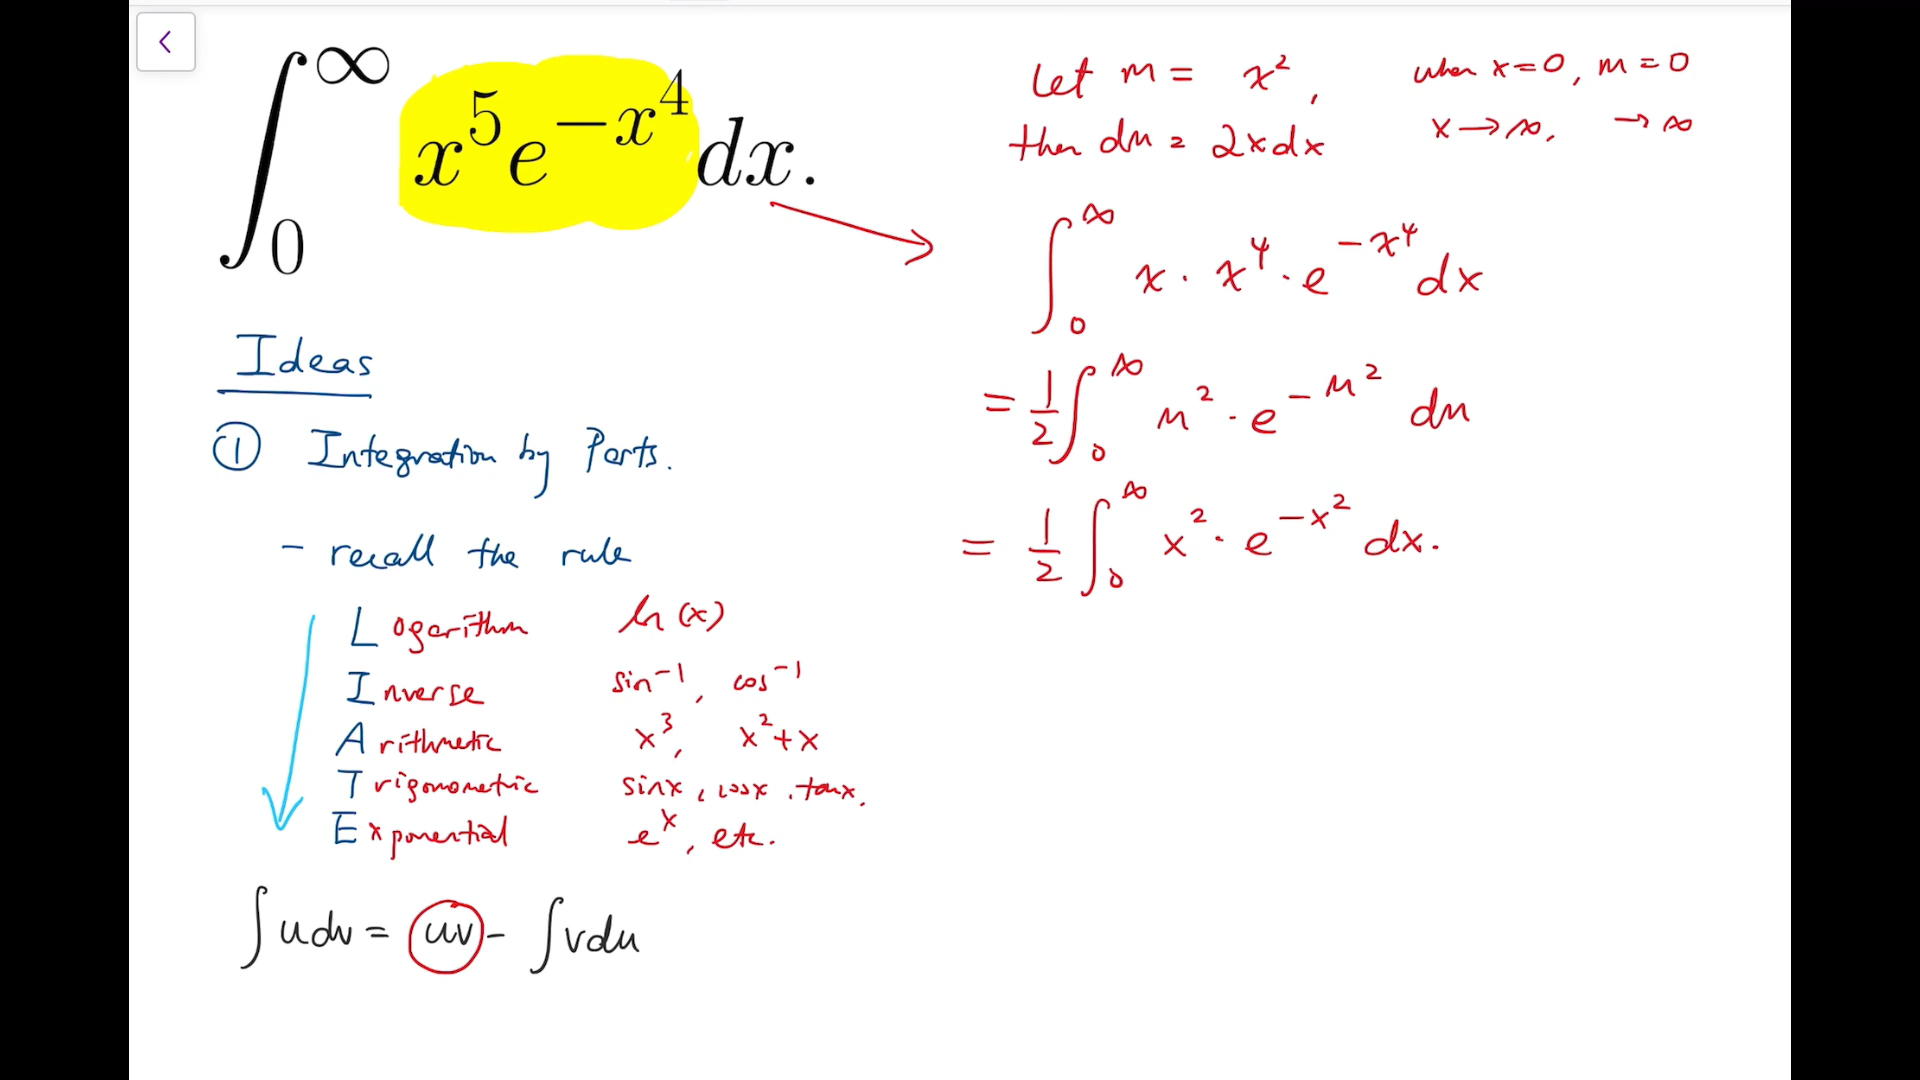 ∫₀^∞ x⁵e^(−x⁴) dx.
Ideas
① Integration by Parts.
- recall the rule
Logarithm ln(x)
Inverse sin⁻¹, cos⁻¹
Arithmetic x³, x²+x
Trigonometric sinx, cosx, tanx.
Exponential eˣ, etc.
∫udv = uv - ∫vdu
Let m = x², when x=0, m=0
then dm = 2xdx x→∞, →∞
∫₀^∞ x · x⁴ · e^(−x⁴) dx
= 1/2 ∫₀^∞ m² · e^(−m²) dm
= 1/2 ∫₀^∞ x² · e^(−x²) dx.